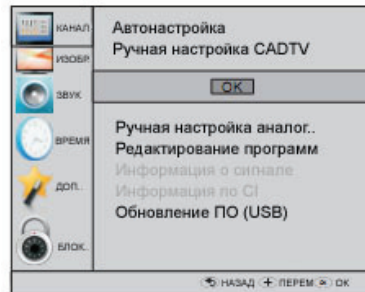 КАНАЛ
ИЗОБР.
ЗВУК
ВРЕМЯ
ДОП..
БЛОК.
Автонастройка
Ручная настройка CADTV
OK
Ручная настройка аналог..
Редактирование программ
Информация о сигнале
Информация по CI
Обновление ПО (USB)
НАЗАД ПЕРЕМ. OK